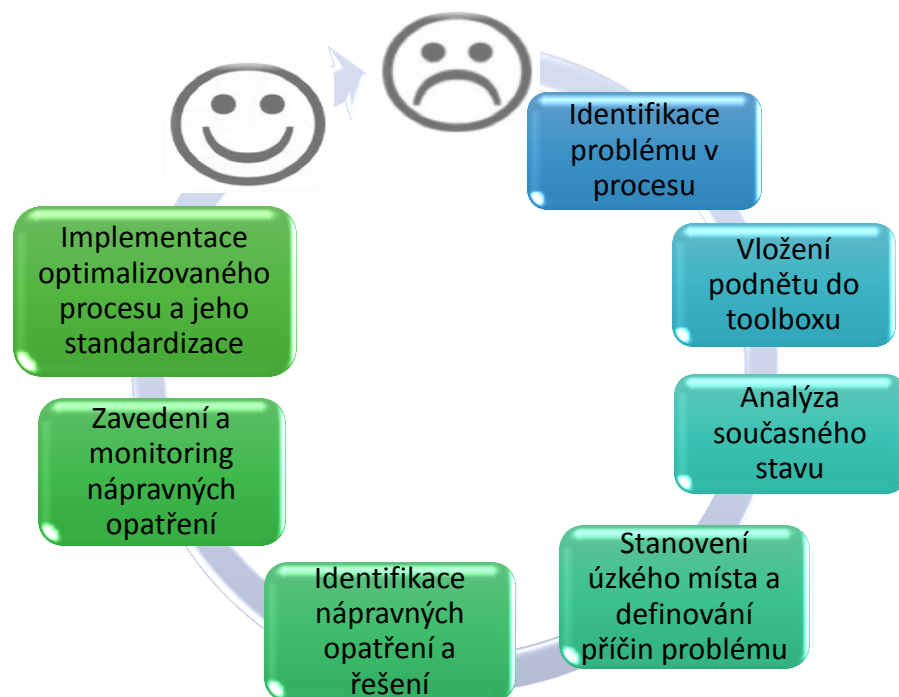 Identifikace
problému v
procesu
Vložení
podnětu do
toolboxu
Analýza
současného
stavu
Stanovení
úzkého místa a
definování
příčin problému
Identifikace
nápravných
opatření a
řešení
Zavedení a
monitoring
nápravných
opatření
Implementace
optimalizovaného
procesu a jeho
standardizace